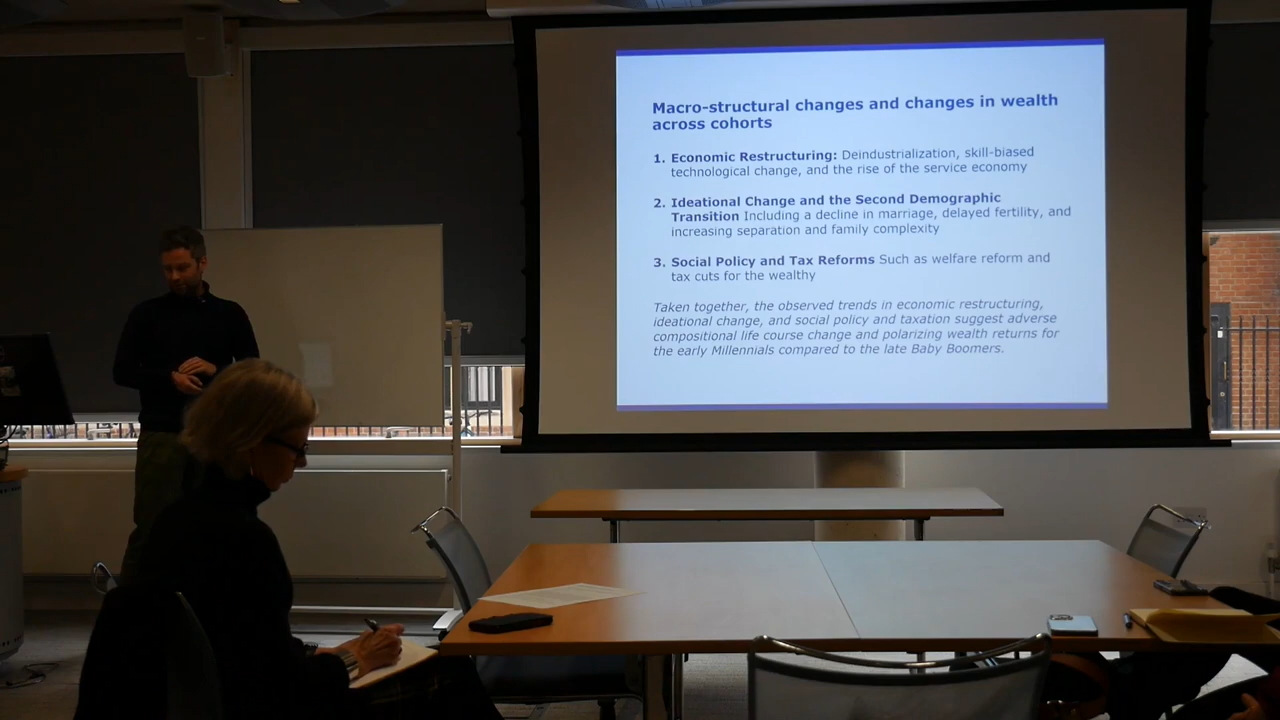 Macro-structural changes and changes in wealth
across cohorts
1. Economic Restructuring: Deindustrialization, skill-biased
technological change, and the rise of the service economy
2. Ideational Change and the Second Demographic
Transition Including a decline in marriage, delayed fertility, and
increasing separation and family complexity
3. Social Policy and Tax Reforms Such as welfare reform and
tax cuts for the wealthy
Taken together, the observed trends in economic restructuring,
ideational change, and social policy and taxation suggest adverse
compositional life course change and polarizing wealth returns for
the early Millennials compared to the late Baby Boomers.